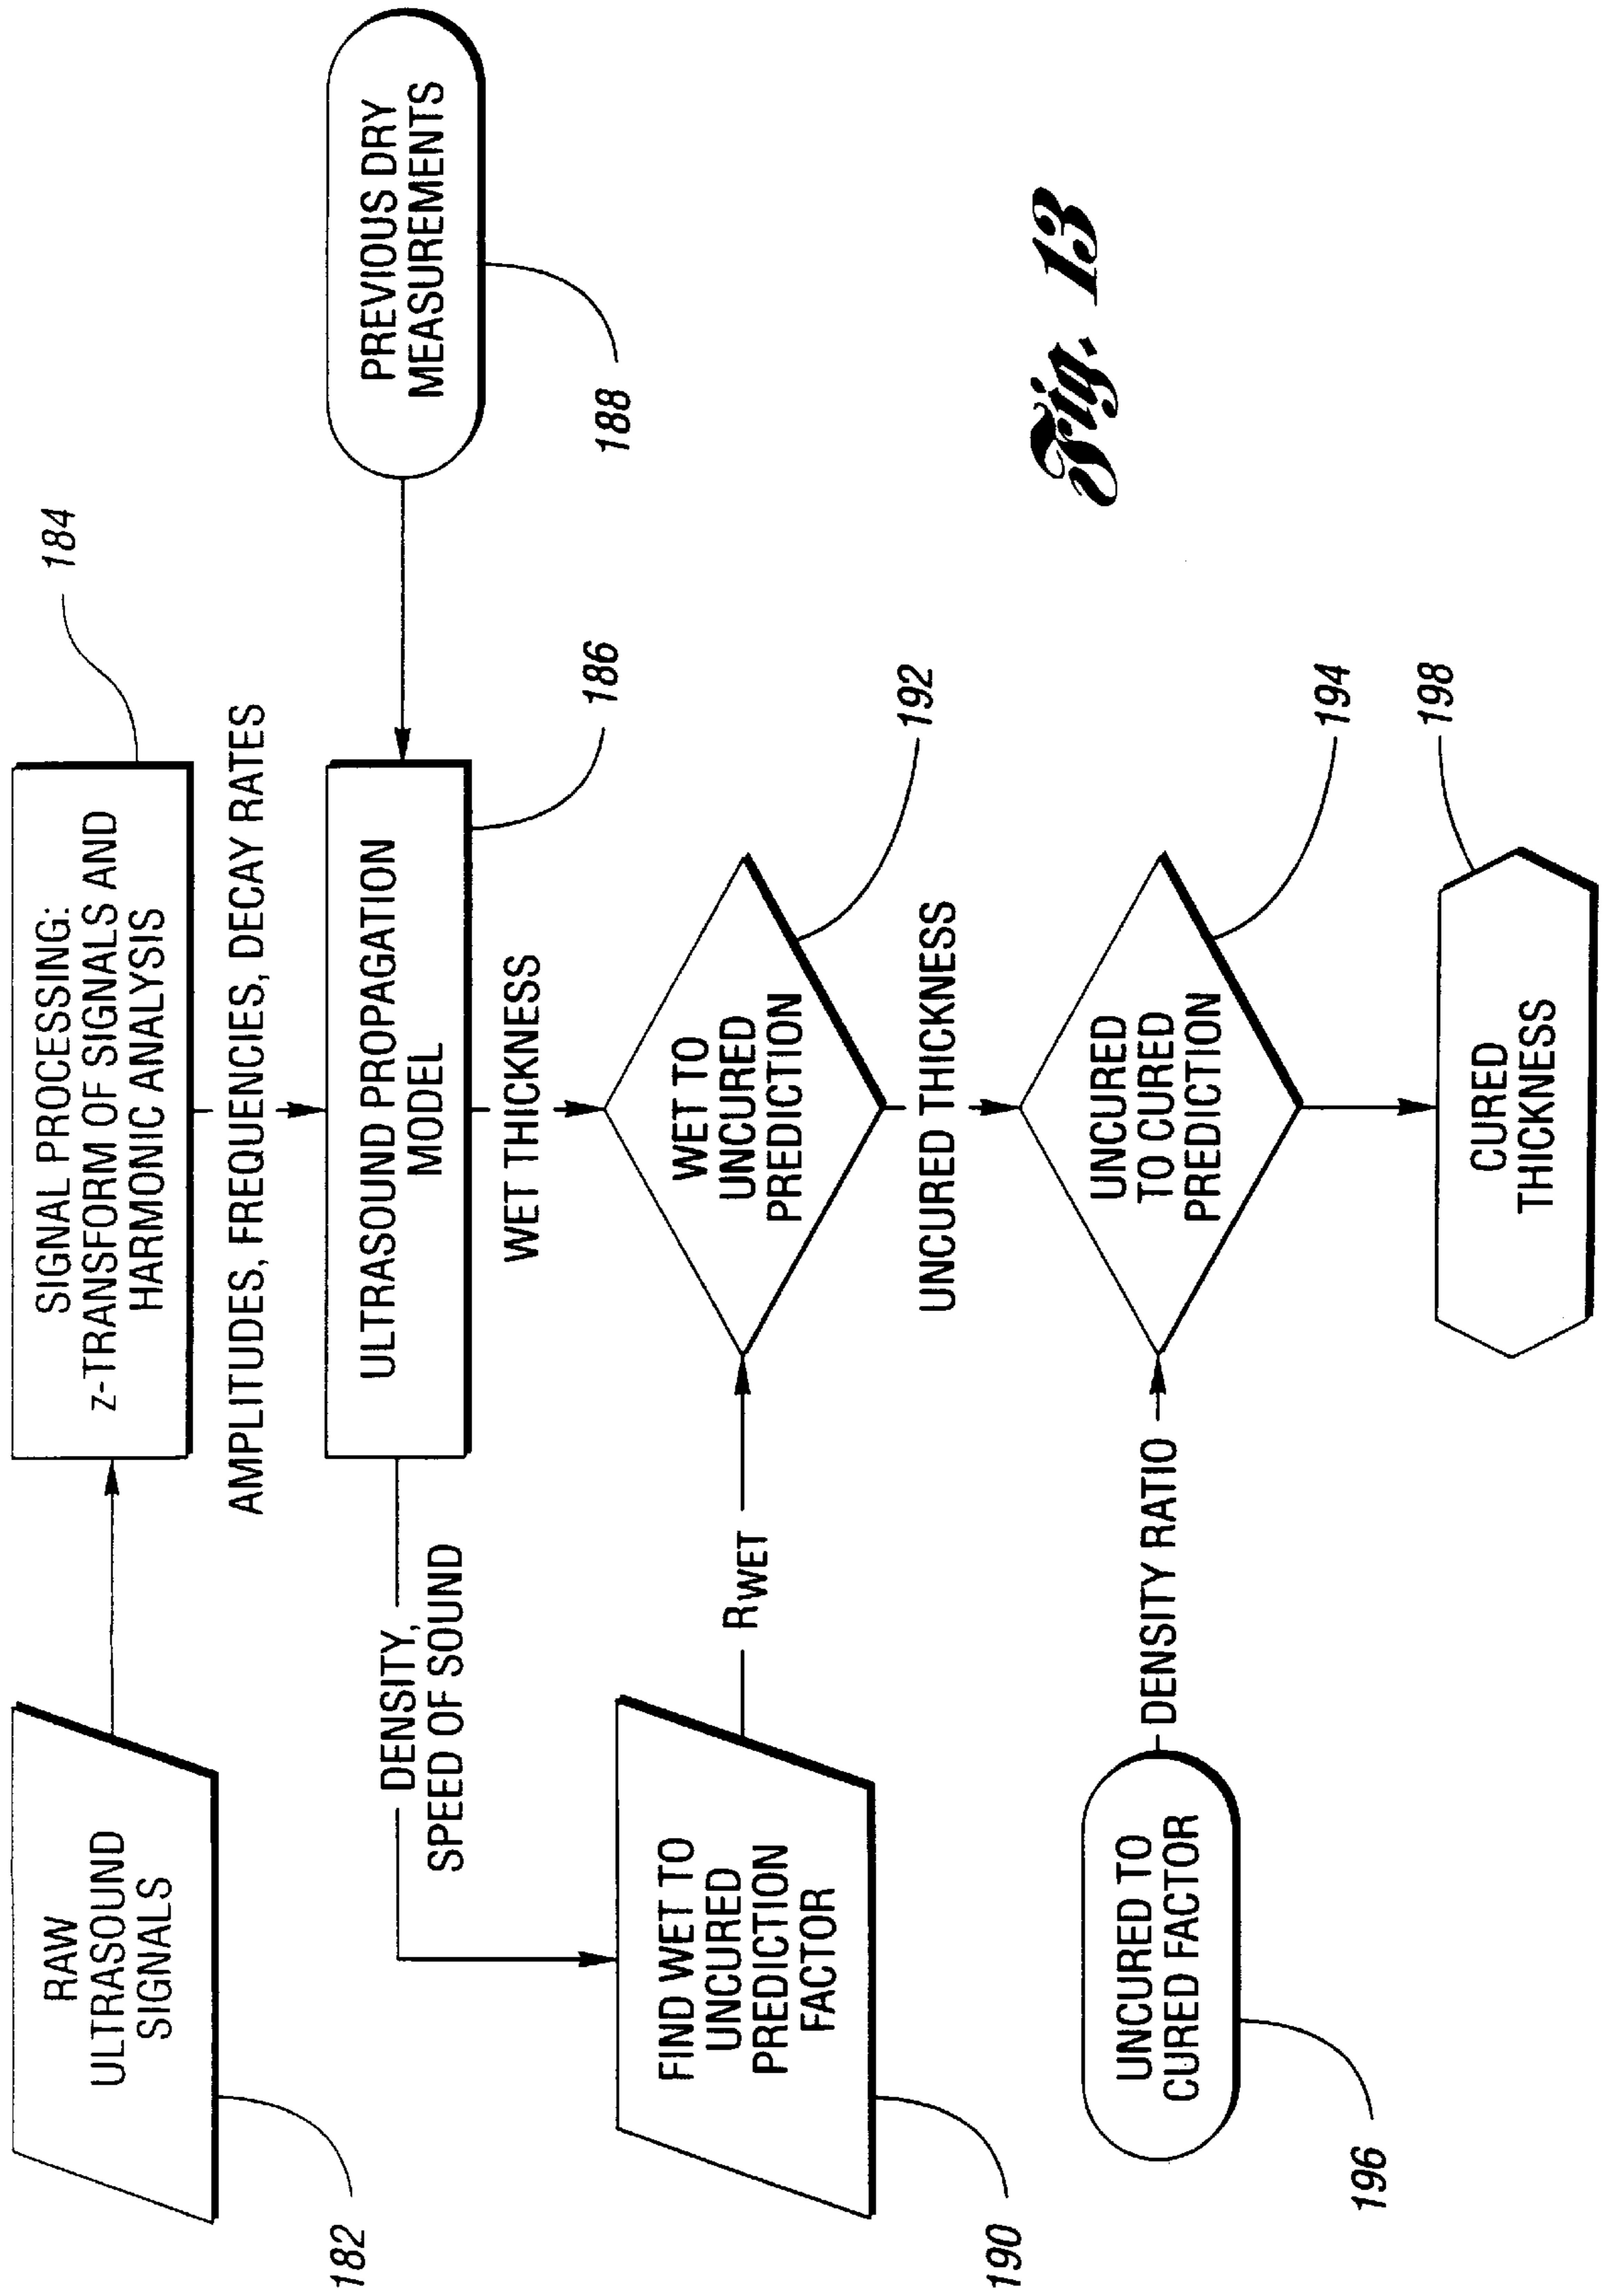 RAW
ULTRASOUND
SIGNALS
182
SIGNAL PROCESSING:
z-TRANSFORM OF SIGNALS AND
HARMONIC ANALYSIS
184
AMPLITUDES, FREQUENCIES, DECAY RATES
ULTRASOUND PROPAGATION
MODEL
186
PREVIOUS DRY
MEASUREMENTS
188
DENSITY,
SPEED OF SOUND
WET THICKNESS
FIND WET TO
UNCURED
PREDICTION
FACTOR
190
RWET
WET TO
UNCURED
PREDICTION
192
UNCURED THICKNESS
UNCURED TO
CURED FACTOR
196
DENSITY RATIO
UNCURED
TO CURED
PREDICTION
194
CURED
THICKNESS
198
Fig. 13